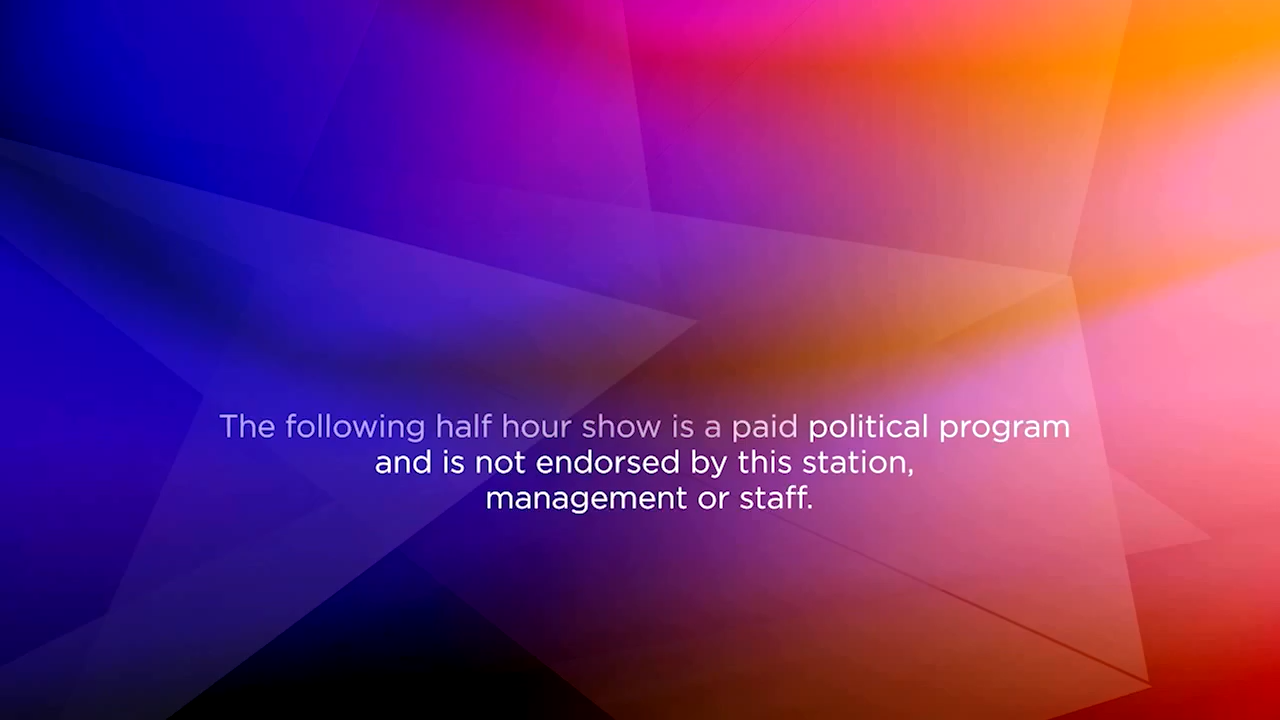 The following half hour show is a paid political program
and is not endorsed by this station,
management or staff.